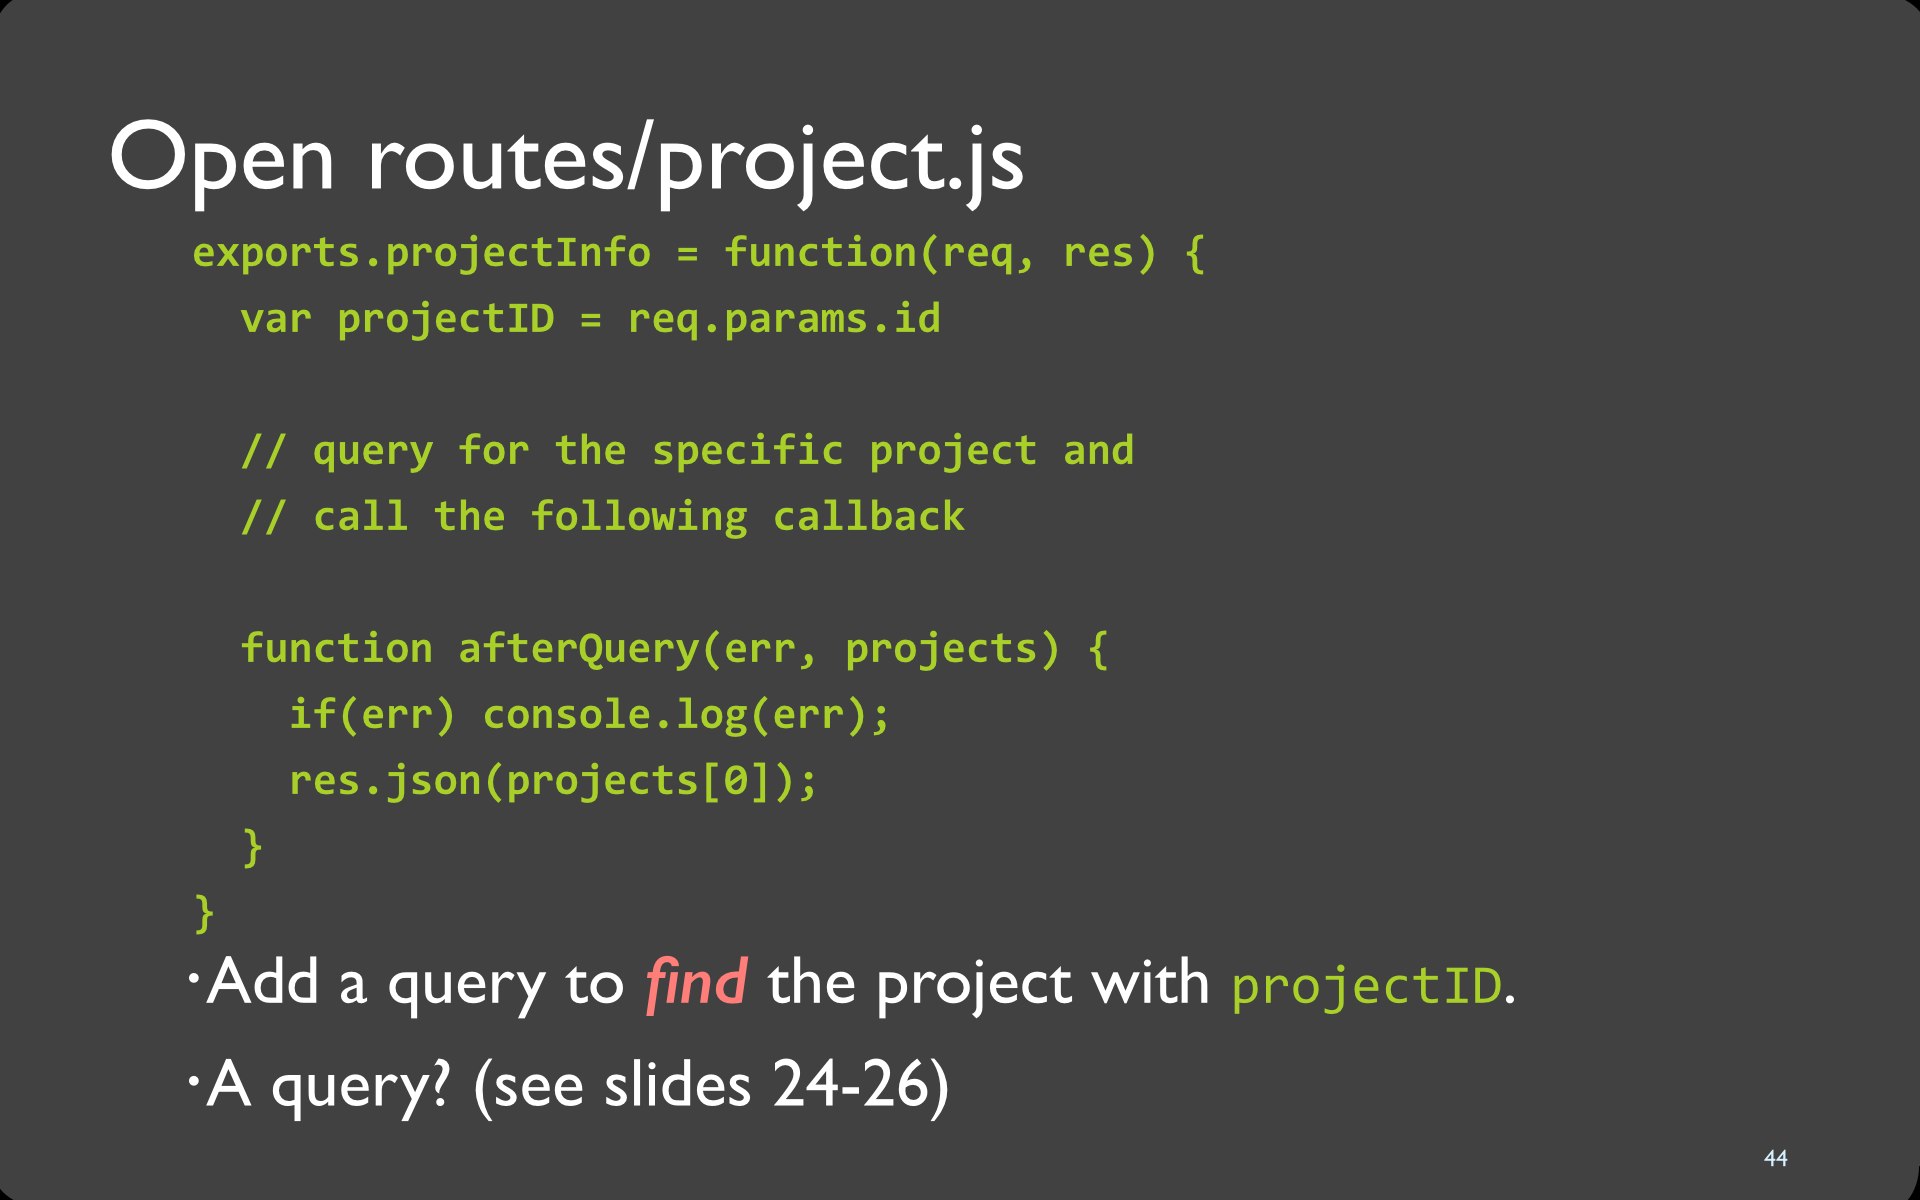 Open routes/project.js
exports.projectInfo = function(req, res) {
  var projectID = req.params.id
  // query for the specific project and
  // call the following callback
  function afterQuery(err, projects) {
    if(err) console.log(err);
    res.json(projects[0]);
  }
}
•Add a query to find the project with projectID.
•A query? (see slides 24-26)
44